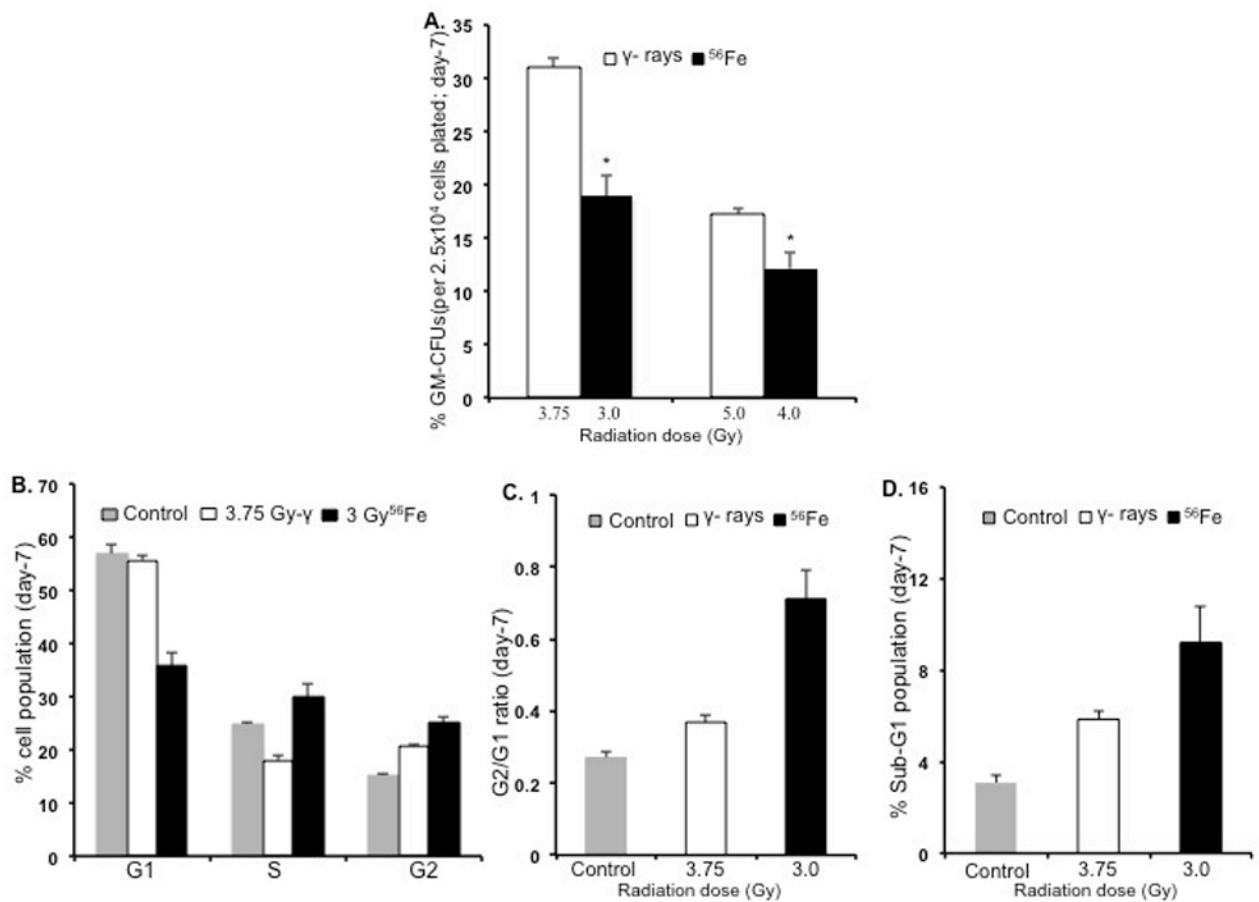 A.
% GM-CFUs(per 2.5x10⁴ cells plated; day-7)
35
30
25
20
15
10
5
0
γ- rays ⁵⁶Fe
*
*
3.75 3.0 5.0 4.0
Radiation dose (Gy)
B.
% cell population (day-7)
70
60
50
40
30
20
10
0
Control 3.75 Gy-γ 3 Gy⁵⁶Fe
G1 S G2
C.
G2/G1 ratio (day-7)
1
0.8
0.6
0.4
0.2
0
Control γ- rays ⁵⁶Fe
Control 3.75 3.0
Radiation dose (Gy)
D.
% Sub-G1 population (day-7)
16
12
8
4
0
Control γ- rays ⁵⁶Fe
Control 3.75 3.0
Radiation dose (Gy)